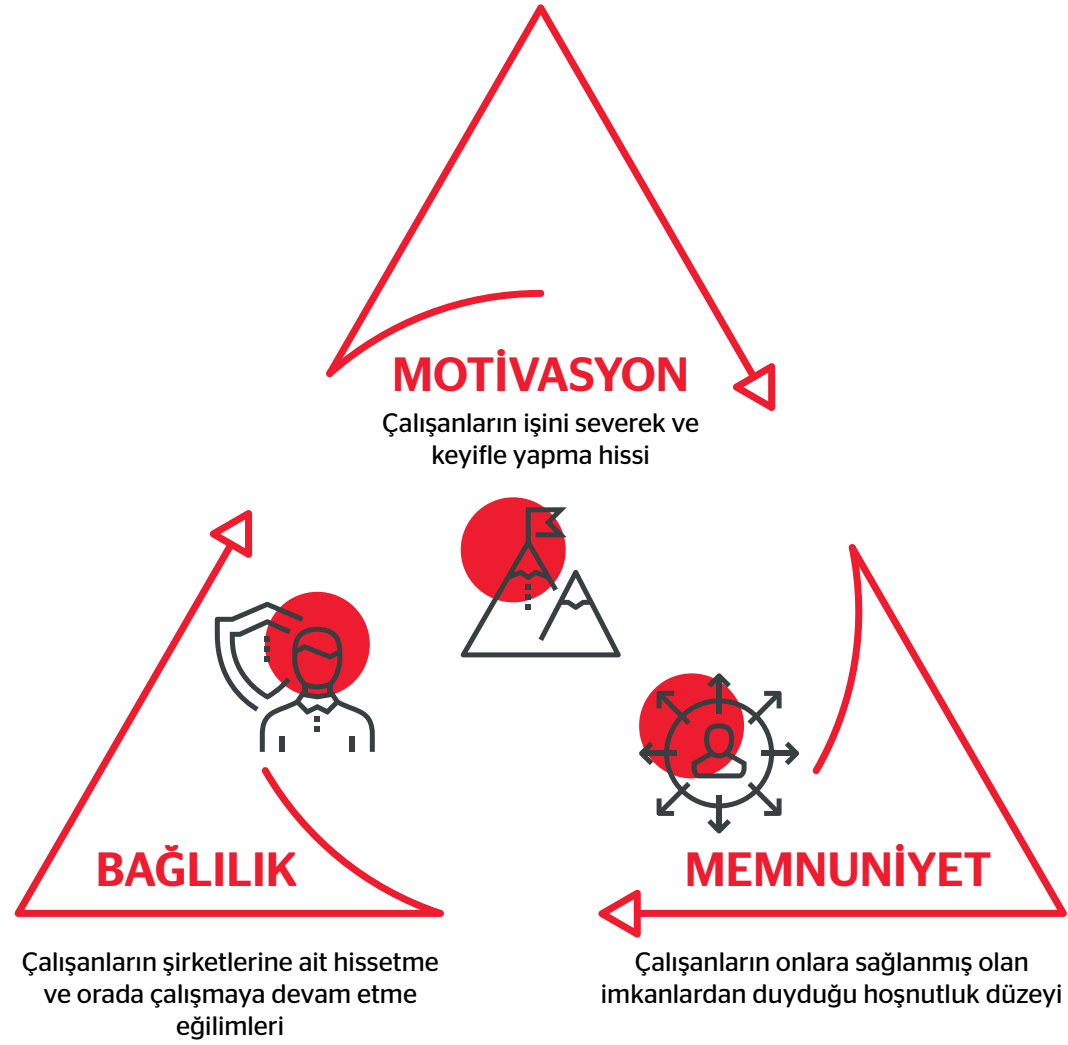 MOTİVASYON
Çalışanların işini severek ve
keyifle yapma hissi
BAĞLILIK
Çalışanların şirketlerine ait hissetme
ve orada çalışmaya devam etme
eğilimleri
MEMNUNİYET
Çalışanların onlara sağlanmış olan
imkanlardan duyduğu hoşnutluk düzeyi